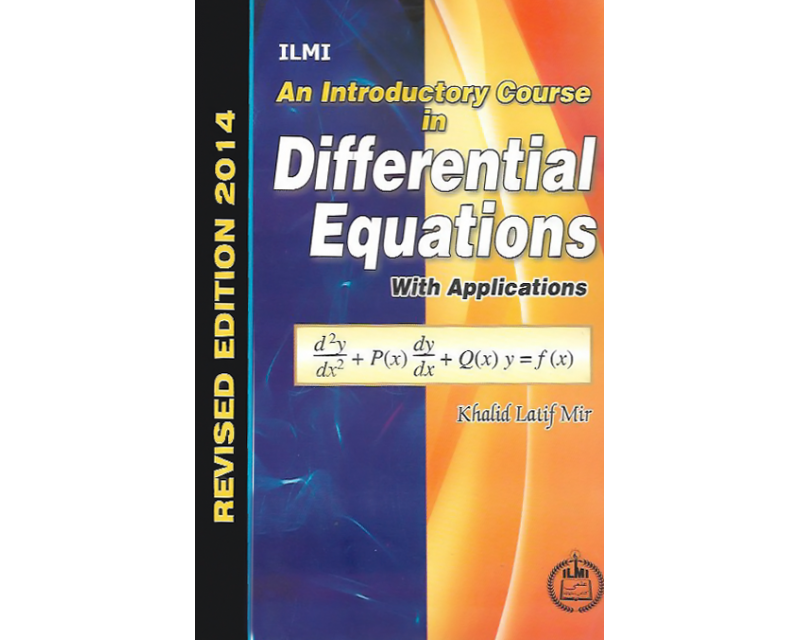 REVISED EDITION 2014
ILMI
An Introductory Course
in
Differential
Equations
With Applications
d²y/dx² + P(x) dy/dx + Q(x) y = f(x)
Khalid Latif Mir
ILMI